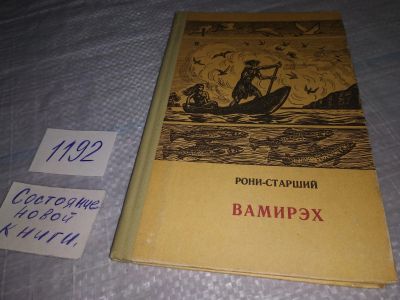 1192
Состояние
новой
книги.
РОНИ-СТАРШИЙ
ВАМИРЭХ